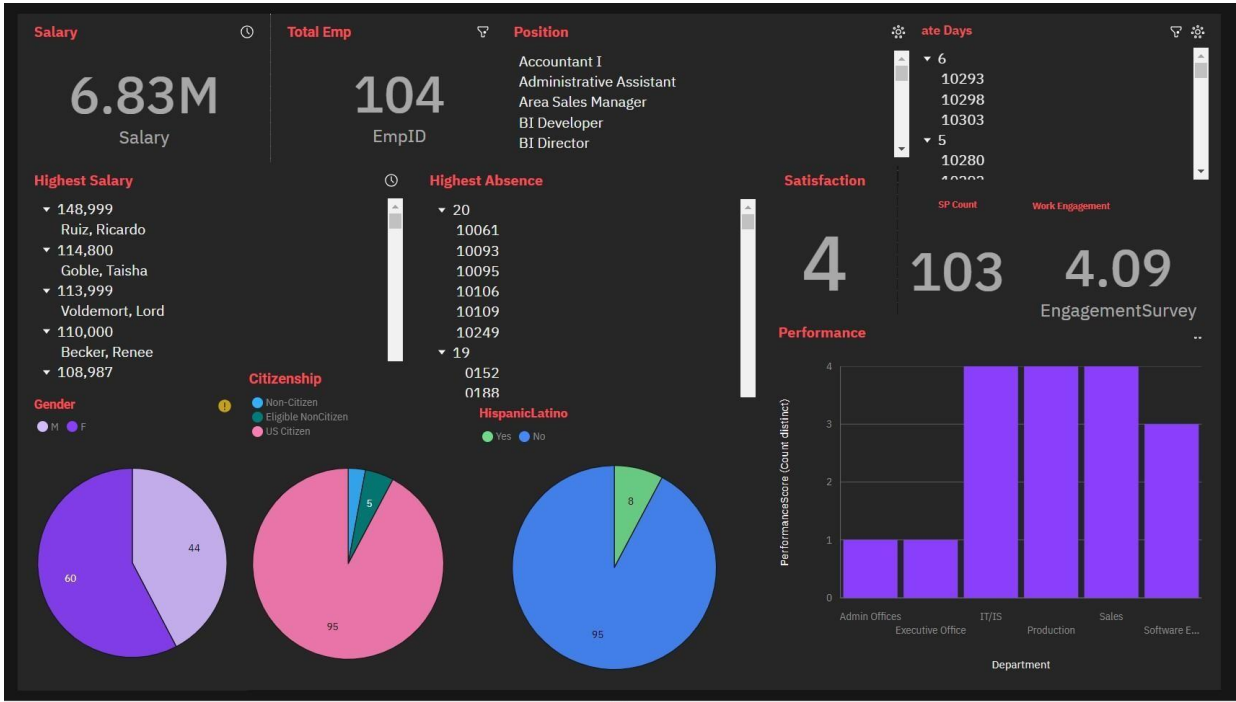 Salary
6.83M
Salary
Total Emp
104
EmpID
Position
Accountant I
Administrative Assistant
Area Sales Manager
BI Developer
BI Director
ate Days
6
10293
10298
10303
5
10280
Highest Salary
148,999
Ruiz, Ricardo
114,800
Goble, Taisha
113,999
Voldemort, Lord
110,000
Becker, Renee
108,987
Highest Absence
20
10061
10093
10095
10106
10109
10249
19
0152
0188
Satisfaction
4
SP Count
103
Work Engagement
4.09
EngagementSurvey
Gender
M F
44
60
Citizenship
Non-Citizen
Eligible NonCitizen
US Citizen
5
95
HispanicLatino
Yes No
8
95
Performance
PerformanceScore (Count distinct)
4
3
2
1
0
Admin Offices
Executive Office
IT/IS
Production
Sales
Software E...
Department